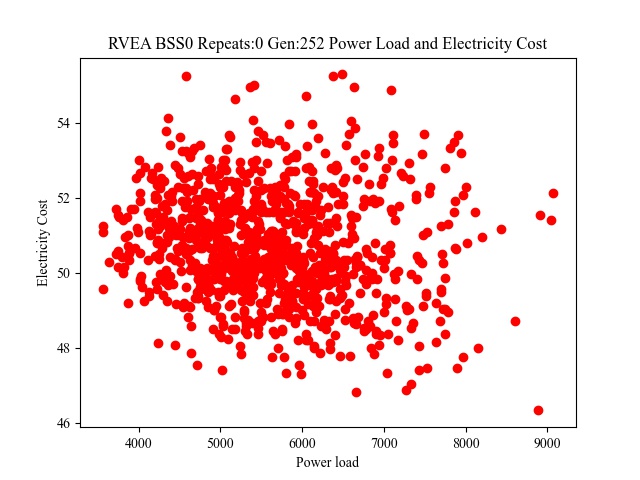 RVEA BSS0 Repeats:0 Gen:252 Power Load and Electricity Cost
Electricity Cost
54
52
50
48
46
4000 5000 6000 7000 8000 9000
Power load